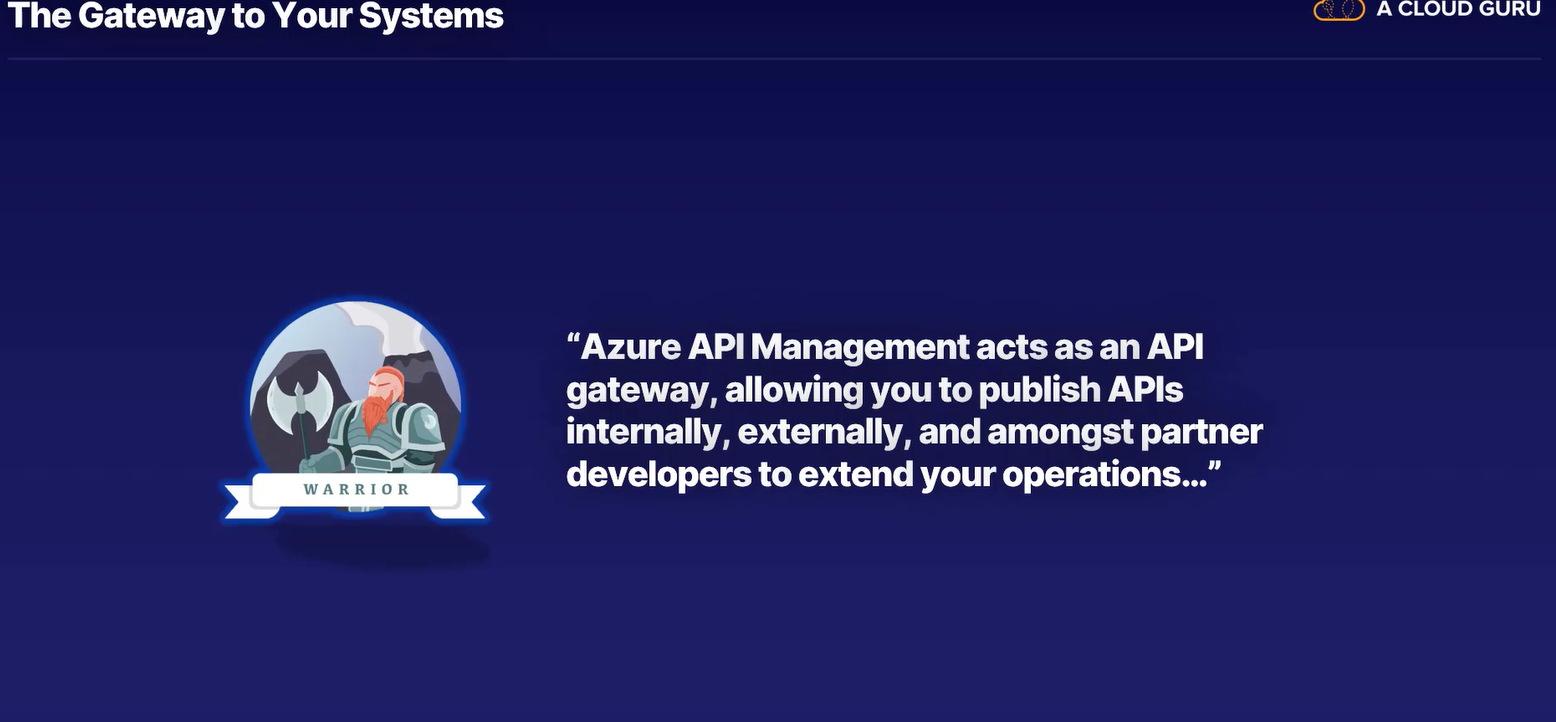 The Gateway to Your Systems
A CLOUD GURU
“Azure API Management acts as an API
gateway, allowing you to publish APIs
internally, externally, and amongst partner
developers to extend your operations...”
WARRIOR